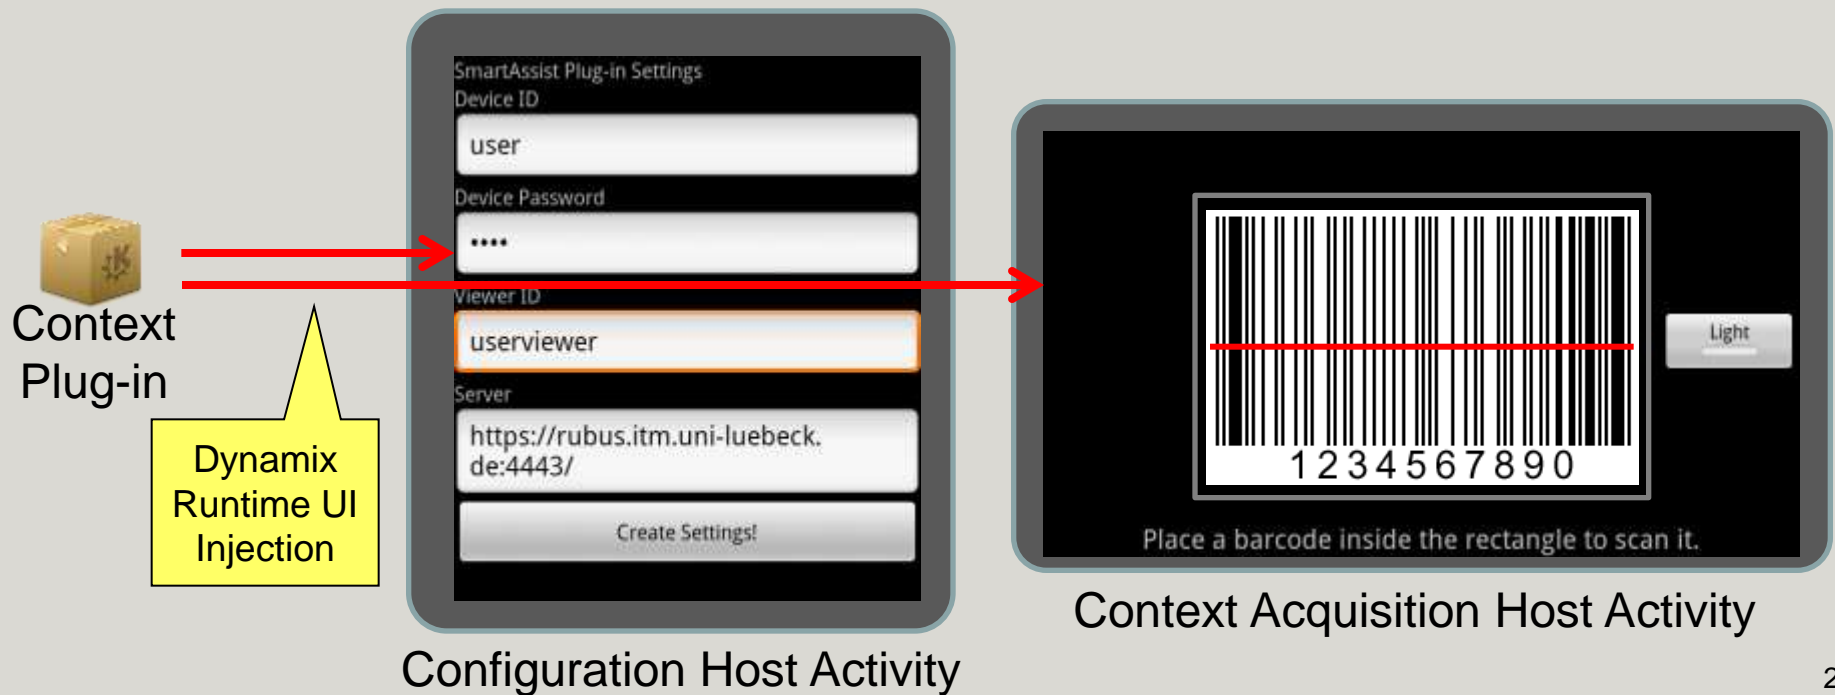 Context
Plug-in
Dynamix
Runtime UI
Injection
SmartAssist Plug-in Settings
Device ID
user
Device Password
••••
Viewer ID
userviewer
Server
https://rubus.itm.uni-luebeck.
de:4443/
Create Settings!
Configuration Host Activity
1234567890
Light
Place a barcode inside the rectangle to scan it.
Context Acquisition Host Activity
2